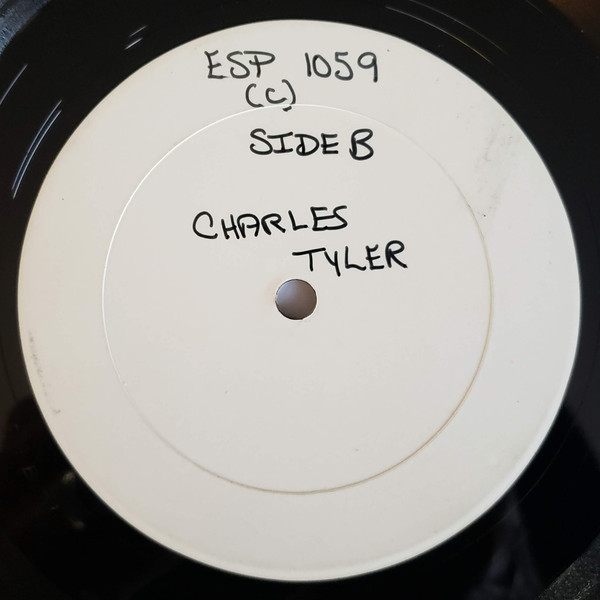 ESP 1059
(C)
SIDE B
CHARLES
TYLER